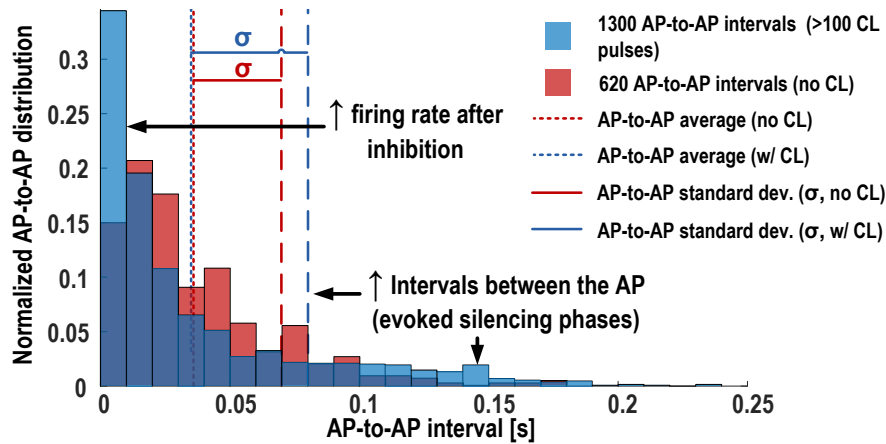 Normalized AP-to-AP distribution
0.3
0.25
0.2
0.15
0.1
0.05
0
σ
σ
↑ firing rate after
inhibition
↑ Intervals between the AP
(evoked silencing phases)
1300 AP-to-AP intervals (>100 CL
pulses)
620 AP-to-AP intervals (no CL)
AP-to-AP average (no CL)
AP-to-AP average (w/ CL)
AP-to-AP standard dev. (σ, no CL)
AP-to-AP standard dev. (σ, w/ CL)
0 0.05 0.1 0.15 0.2 0.25
AP-to-AP interval [s]